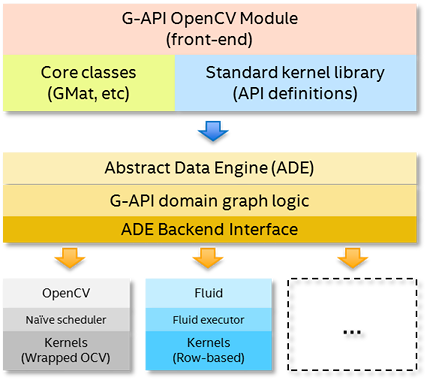 G-API OpenCV Module
(front-end)
Core classes
(GMat, etc)
Standard kernel library
(API definitions)
Abstract Data Engine (ADE)
G-API domain graph logic
ADE Backend Interface
OpenCV
Naïve scheduler
Kernels
(Wrapped OCV)
Fluid
Fluid executor
Kernels
(Row-based)
...